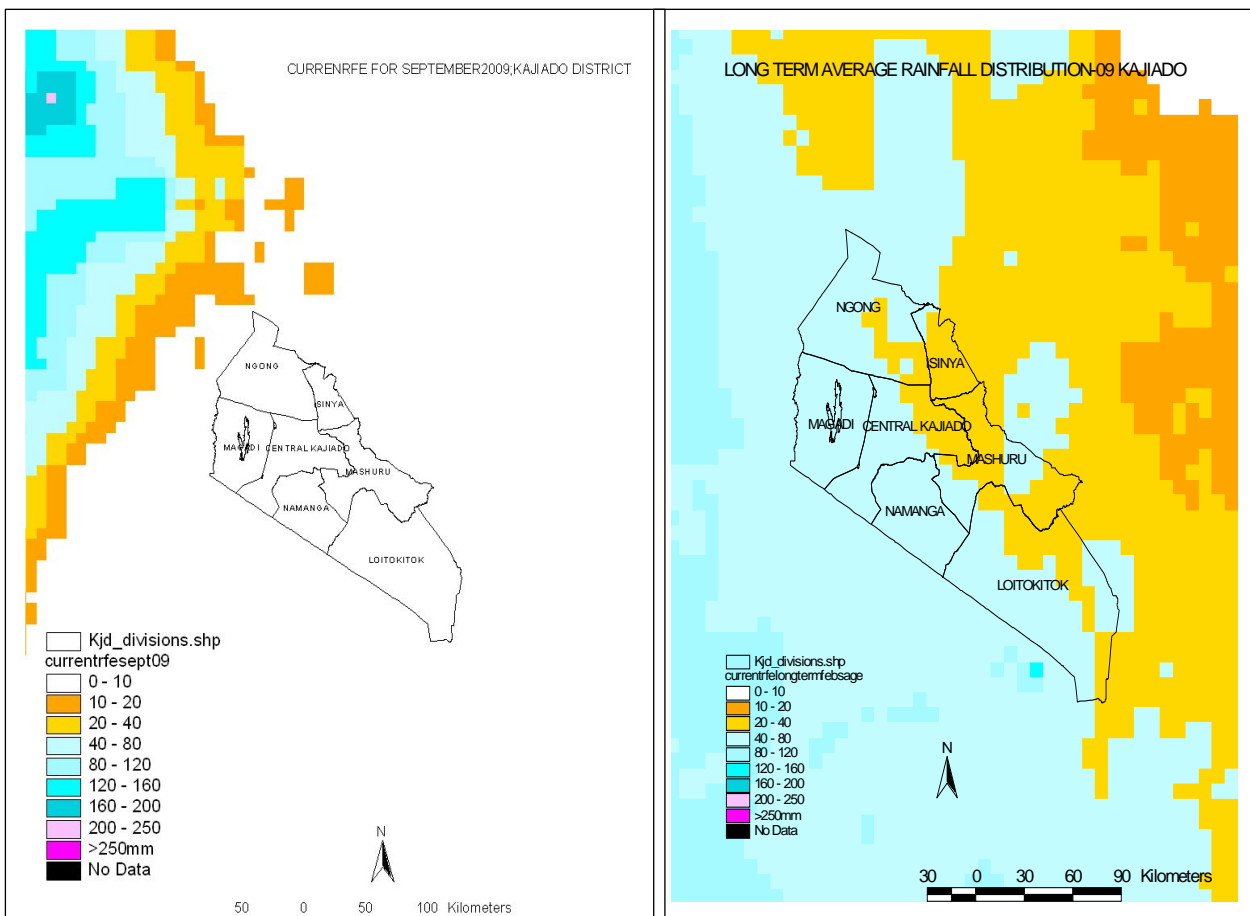 CURRENRFE FOR SEPTEMBER2009;KAJIADO DISTRICT
NGONG
ISINYA
MAGADI
CENTRAL KAJIADO
MASHURU
NAMANGA
LOITOKITOK
Kjd_divisions.shp
currentrfesept09
0 - 10
10 - 20
20 - 40
40 - 80
80 - 120
120 - 160
160 - 200
200 - 250
>250mm
No Data
N
50 0 50 100 Kilometers
LONG TERM AVERAGE RAINFALL DISTRIBUTION-09 KAJIADO
NGONG
ISINYA
MAGADI
CENTRAL KAJIADO
MASHURU
NAMANGA
LOITOKITOK
Kjd_divisions.shp
currentrfelongtermfebsage
0 - 10
10 - 20
20 - 40
40 - 80
80 - 120
120 - 160
160 - 200
200 - 250
>250mm
No Data
N
30 0 30 60 90 Kilometers